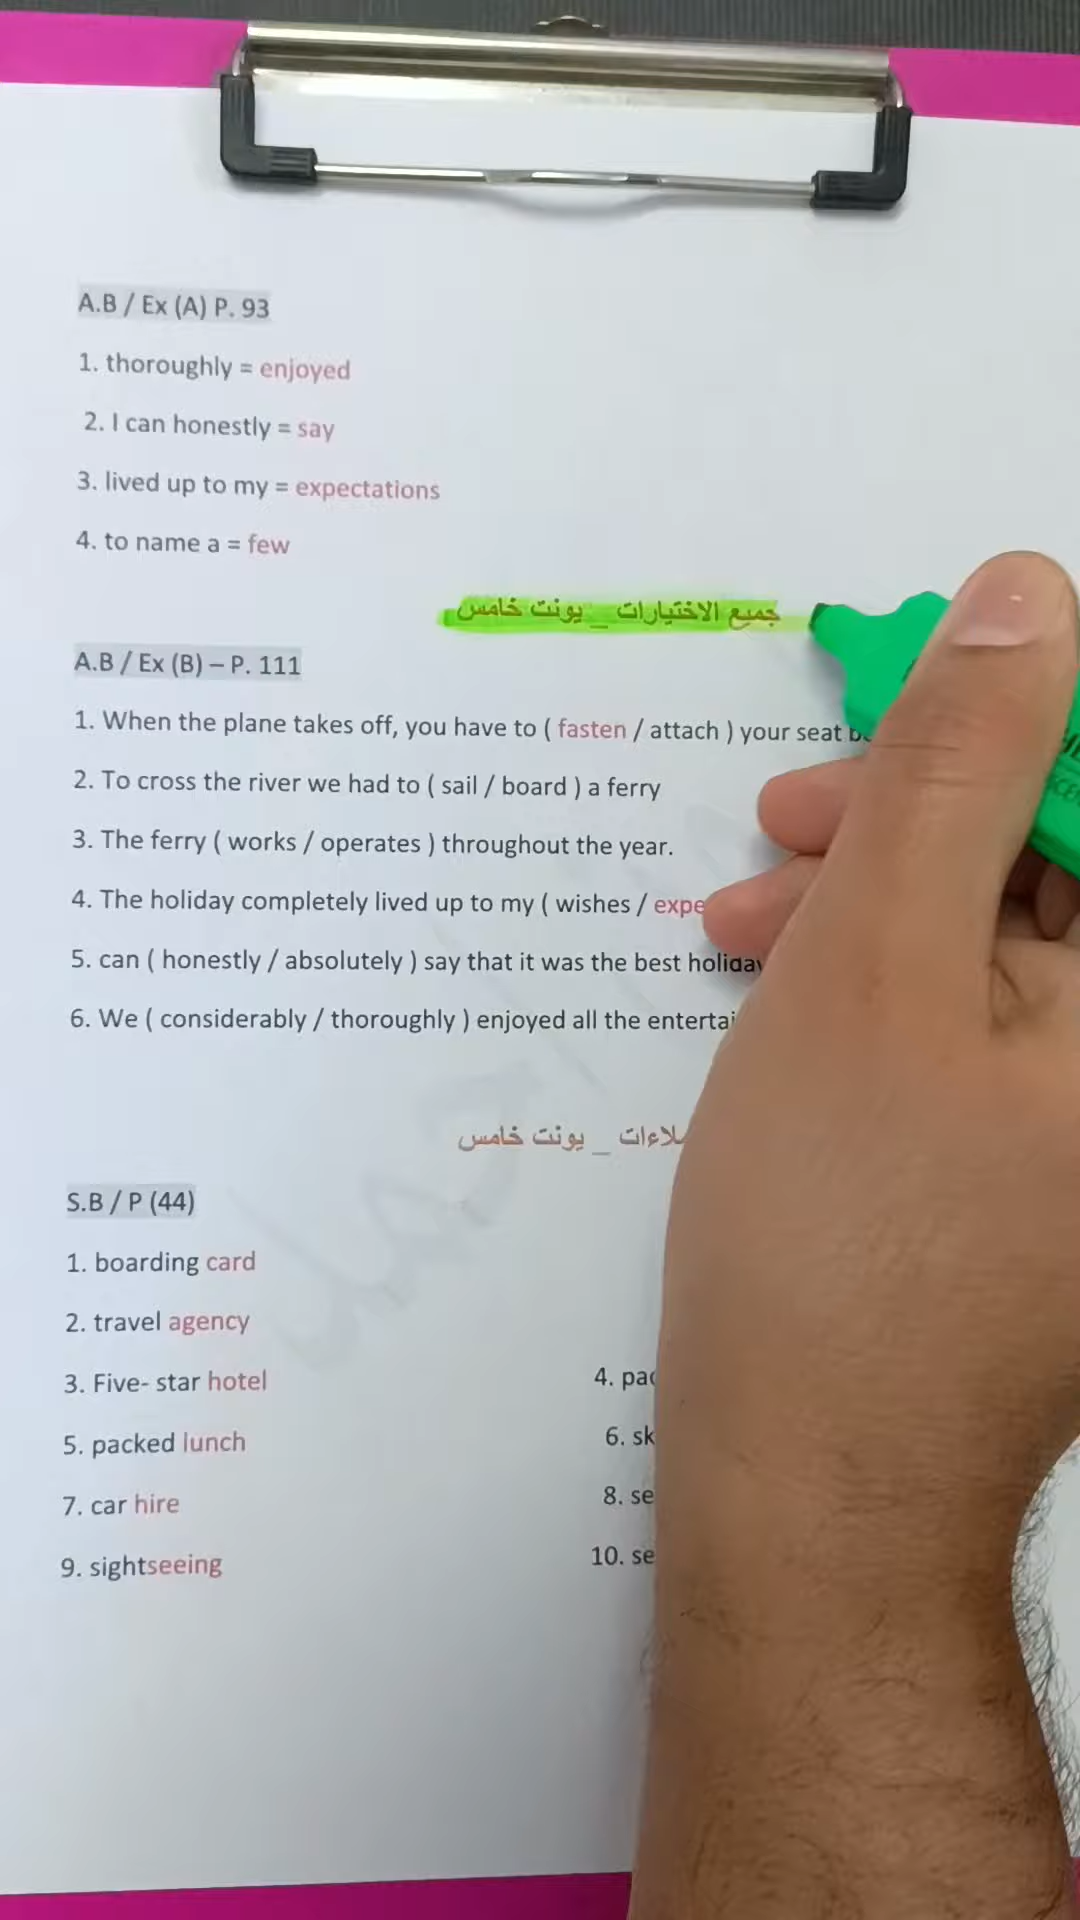 A.B / Ex (A) P. 93
1. thoroughly = enjoyed
2. I can honestly = say
3. lived up to my = expectations
4. to name a = few
جميع الاختيارات _ يونت خامس
A.B / Ex (B) – P. 111
1. When the plane takes off, you have to ( fasten / attach ) your seat
2. To cross the river we had to ( sail / board ) a ferry
3. The ferry ( works / operates ) throughout the year.
4. The holiday completely lived up to my ( wishes /
5. can ( honestly / absolutely ) say that it was the best holiday
6. We ( considerably / thoroughly ) enjoyed all the
_ يونت خامس
S.B / P (44)
1. boarding card
2. travel agency
3. Five- star hotel
4.
5. packed lunch
6.
7. car hire
8.
9. sightseeing
10.